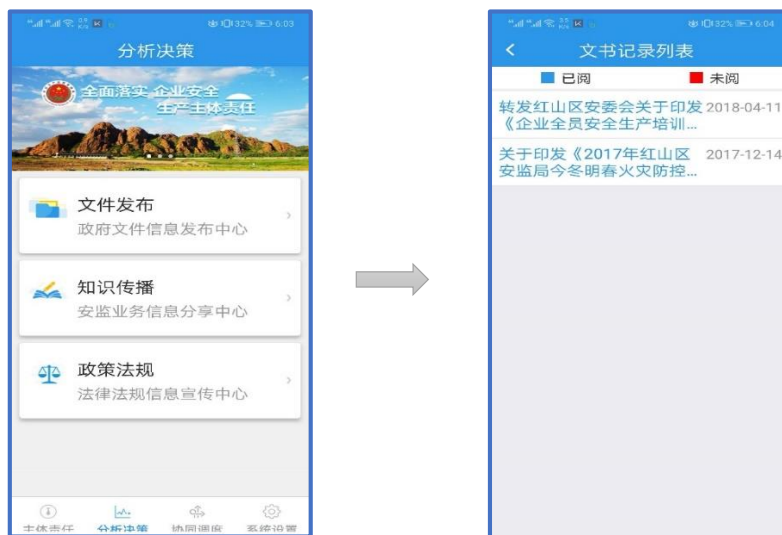 32% 6:03
分析决策
全面落实 企业安全
生产主体责任
文件发布
政府文件信息发布中心
知识传播
安监业务信息分享中心
政策法规
法律法规信息宣传中心
主体责任 分析决策 协同调度 系统设置
32% 6:04
文书记录列表
已阅 未阅
转发红山区安委会关于印发 2018-04-11
《企业全员安全生产培训...
关于印发《2017年红山区 2017-12-14
安监局今冬明春火灾防控...